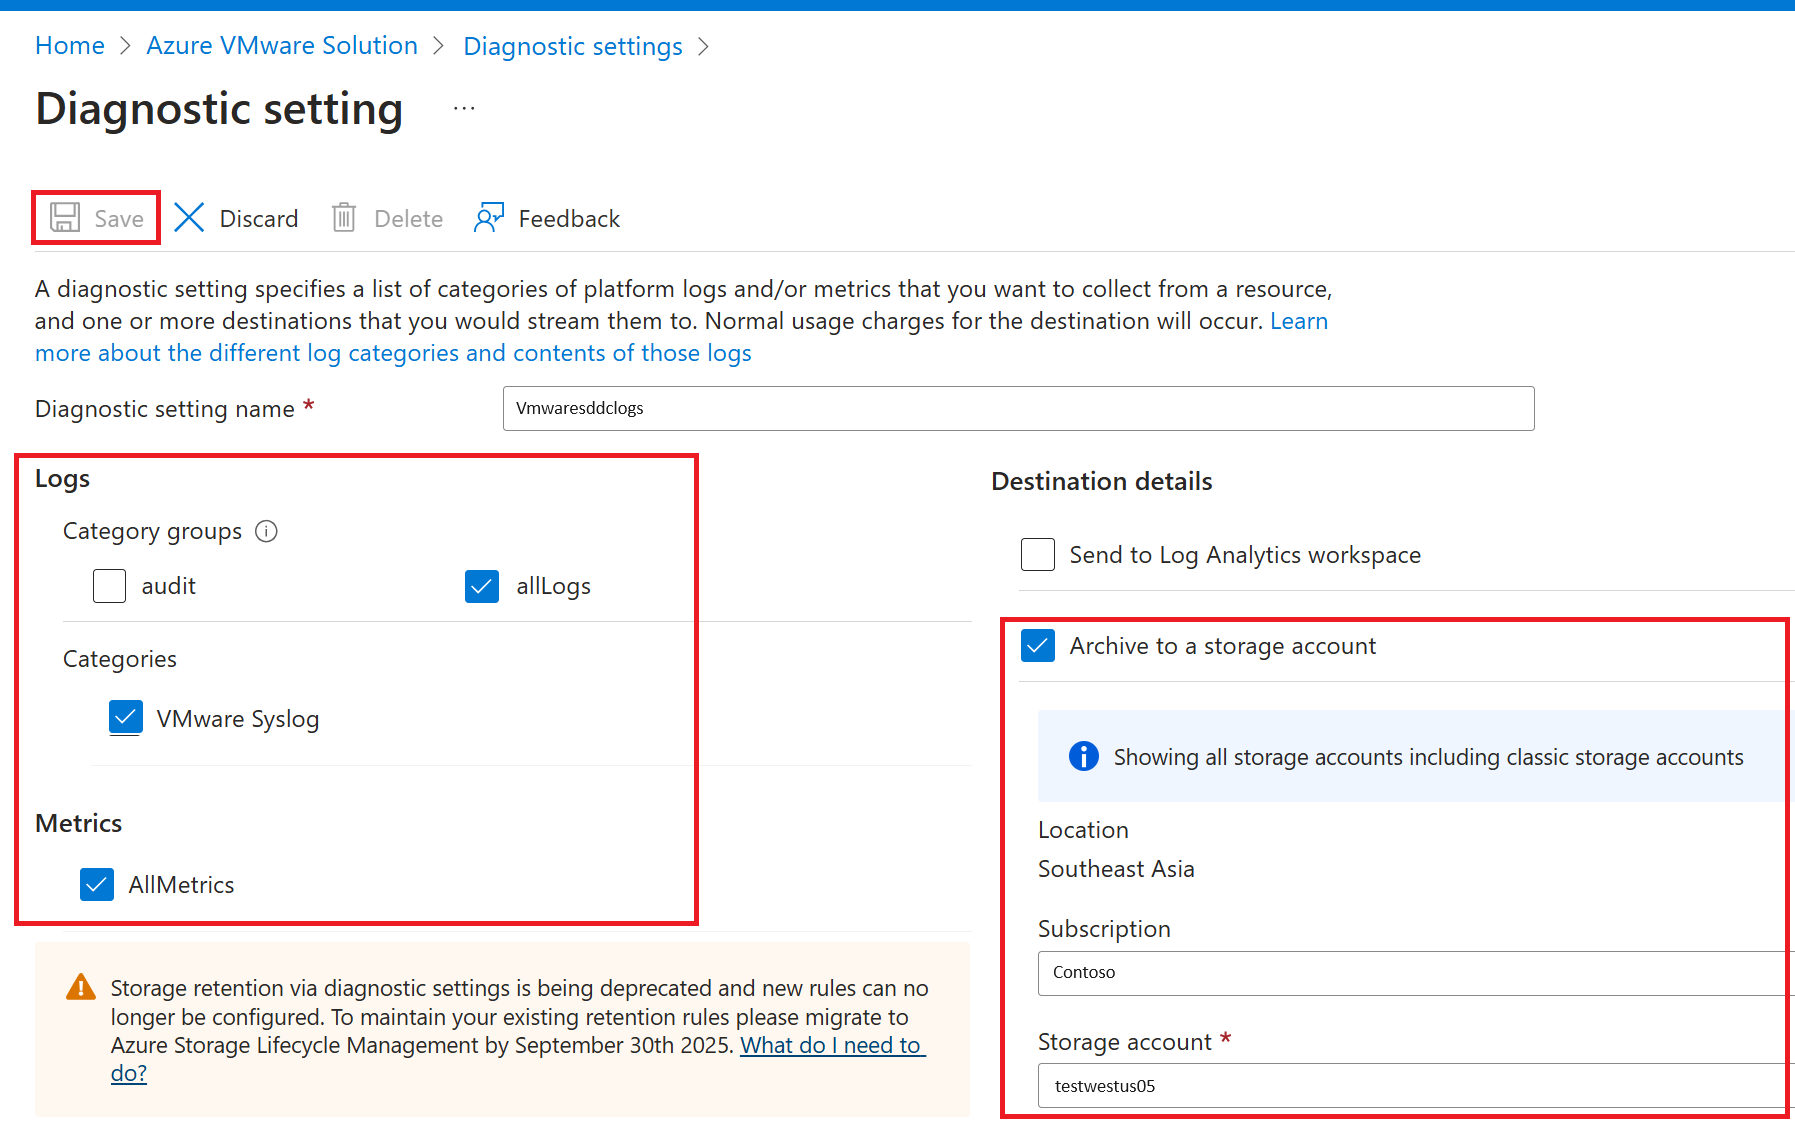 Home > Azure VMware Solution > Diagnostic settings >
Diagnostic setting ...
Save Discard Delete Feedback
A diagnostic setting specifies a list of categories of platform logs and/or metrics that you want to collect from a resource,
and one or more destinations that you would stream them to. Normal usage charges for the destination will occur. Learn
more about the different log categories and contents of those logs
Diagnostic setting name *
Vmwaresddclogs
Logs
Category groups
audit
allLogs
Categories
VMware Syslog
Metrics
AllMetrics
Storage retention via diagnostic settings is being deprecated and new rules can no
longer be configured. To maintain your existing retention rules please migrate to
Azure Storage Lifecycle Management by September 30th 2025. What do I need to
do?
Destination details
Send to Log Analytics workspace
Archive to a storage account
Showing all storage accounts including classic storage accounts
Location
Southeast Asia
Subscription
Contoso
Storage account *
testwestus05